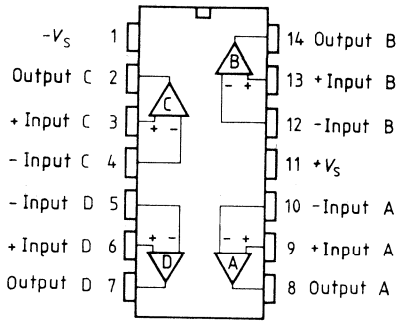 -Vs 1
Output C 2
+ Input C 3
- Input C 4
- Input D 5
+ Input D 6
Output D 7
14 Output B
13 + Input B
12 - Input B
11 +Vs
10 - Input A
9 + Input A
8 Output A
B
- +
C
+ -
+ -
D
- +
A